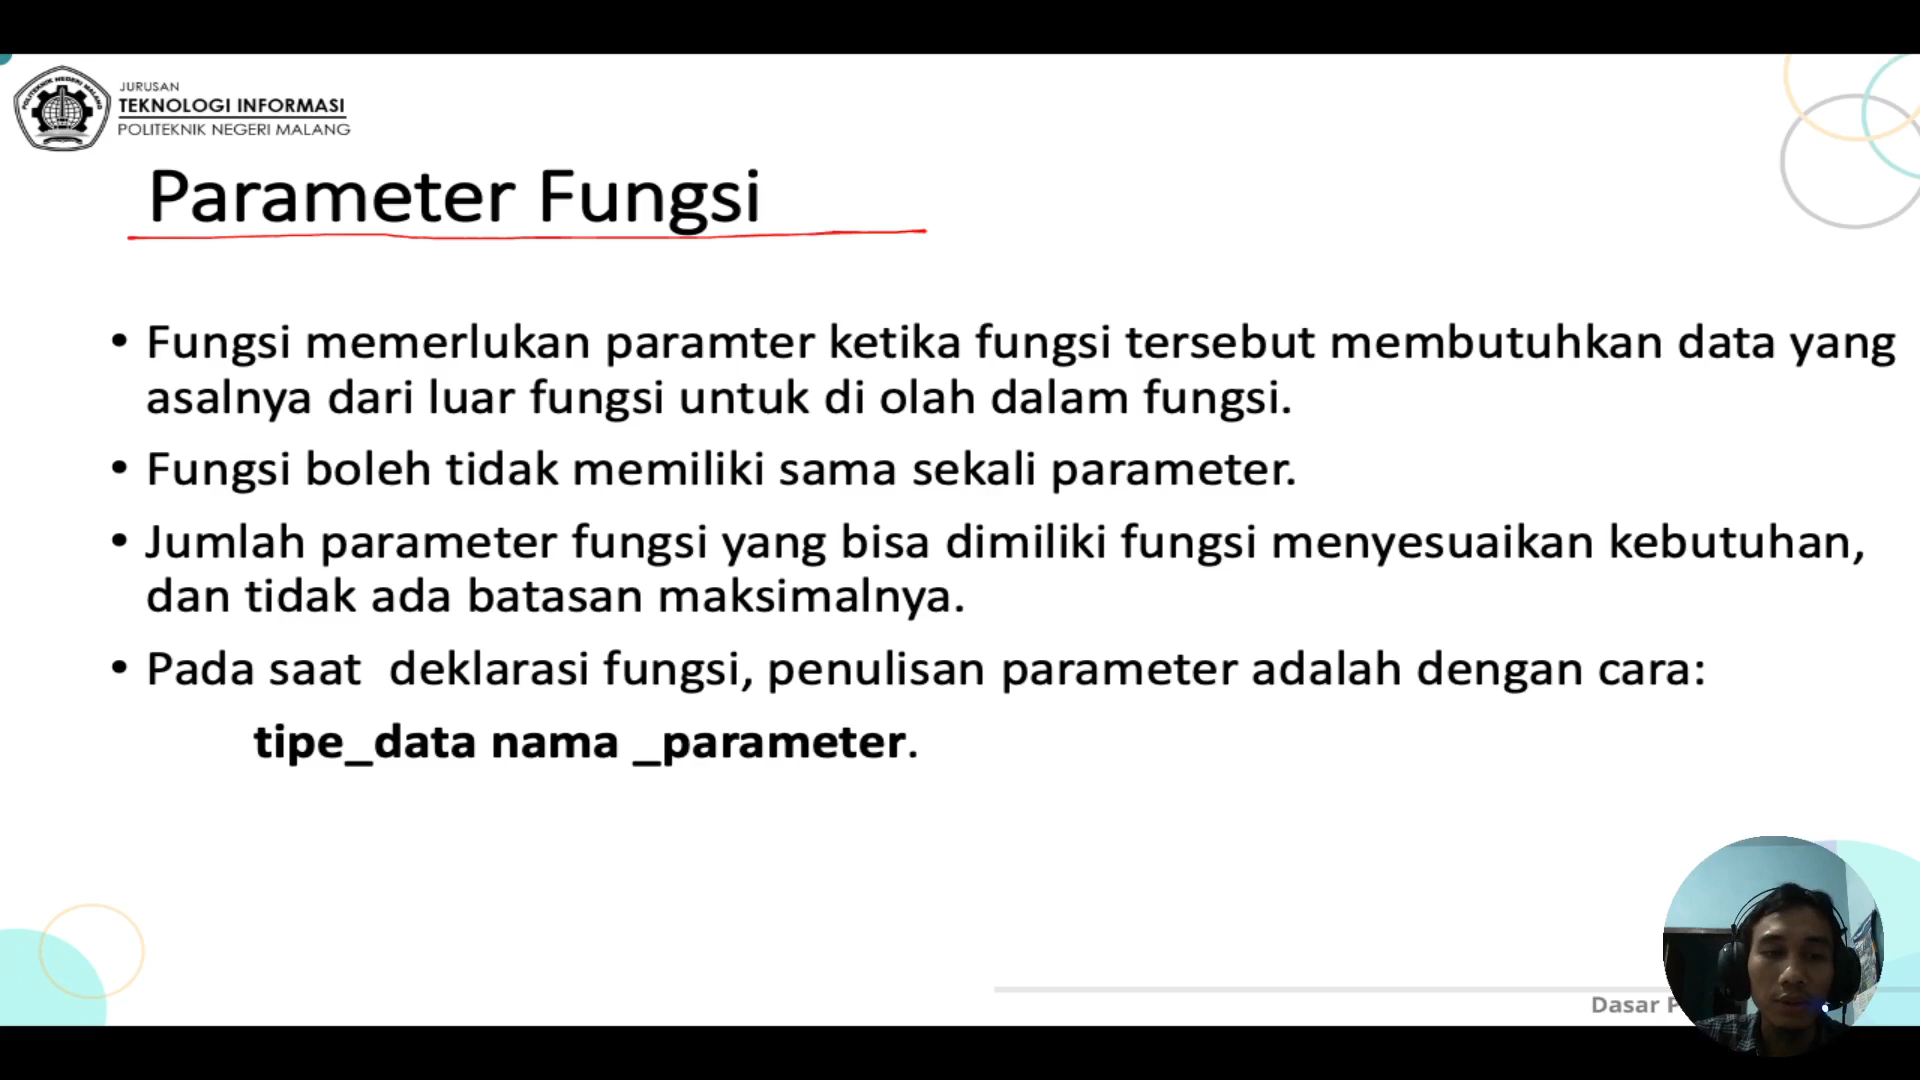 JURUSAN
TEKNOLOGI INFORMASI
POLITEKNIK NEGERI MALANG
POLITEKNIK NEGERI MALANG
Parameter Fungsi
• Fungsi memerlukan paramter ketika fungsi tersebut membutuhkan data yang
asalnya dari luar fungsi untuk di olah dalam fungsi.
• Fungsi boleh tidak memiliki sama sekali parameter.
• Jumlah parameter fungsi yang bisa dimiliki fungsi menyesuaikan kebutuhan,
dan tidak ada batasan maksimalnya.
• Pada saat  deklarasi fungsi, penulisan parameter adalah dengan cara:
tipe_data nama _parameter.
Dasar